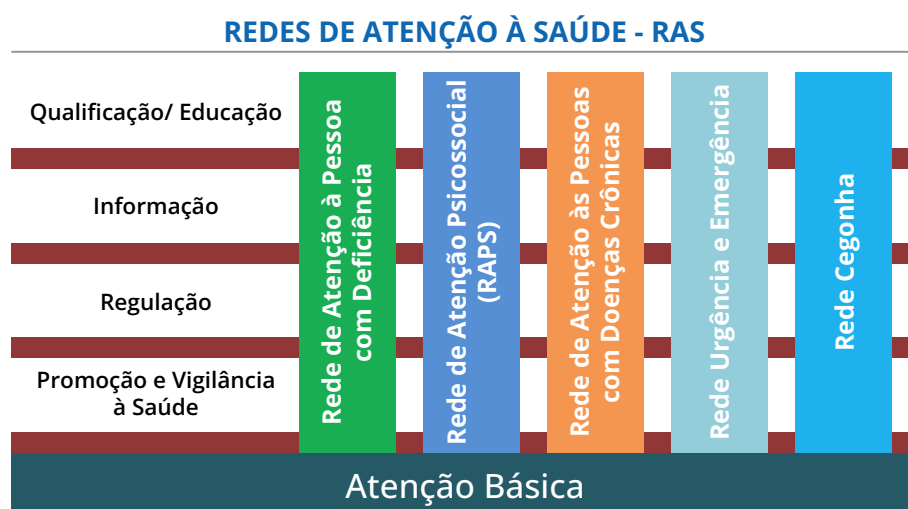 REDES DE ATENÇÃO À SAÚDE - RAS
Qualificação/ Educação
Informação
Regulação
Promoção e Vigilância
à Saúde
Rede de Atenção à Pessoa
com Deficiência
Rede de Atenção Psicossocial
(RAPS)
Rede de Atenção às Pessoas
com Doenças Crônicas
Rede Urgência e Emergência
Rede Cegonha
Atenção Básica